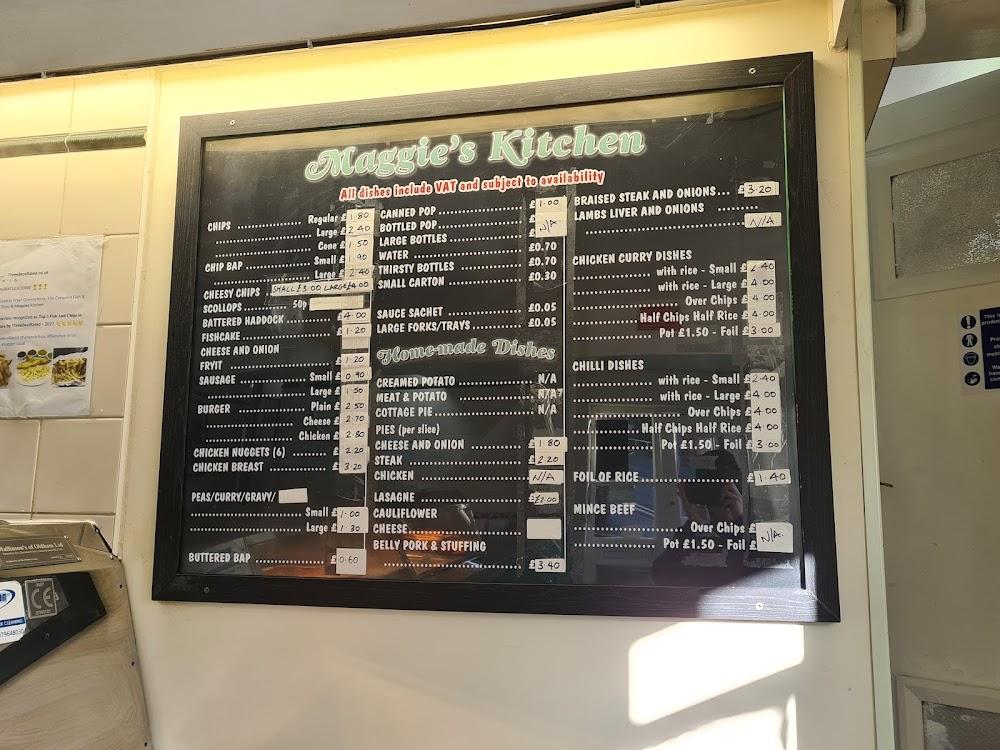 Maggie's Kitchen
All dishes include VAT and subject to availability
CHIPS Regular £ 1.80
Large £ 2.40
Cone £ 1.50
CHIP BAP Small £ 1.90
Large £ 2.40
CHEESY CHIPS SMALL £3.00 LARGE £4.00
SCOLLOPS 50p
BATTERED HADDOCK £ 4.00
FISHCAKE £ 1.20
CHEESE AND ONION
FRYIT £ 1.20
SAUSAGE Small £ 0.90
Large £ 1.50
BURGER Plain £ 2.50
Cheese £ 2.70
Chicken £ 2.80
CHICKEN NUGGETS (6) £ 2.20
CHICKEN BREAST £ 3.20
PEAS/CURRY/GRAVY/
Small £ 1.00
Large £ 1.30
BUTTERED BAP £ 0.60
CANNED POP £ 1.00
BOTTLED POP £ N/A
LARGE BOTTLES £
WATER £0.70
THIRSTY BOTTLES £0.70
SMALL CARTON £0.30
SAUCE SACHET £0.05
LARGE FORKS/TRAYS £0.05
Home-made Dishes
CREAMED POTATO N/A
MEAT & POTATO N/A
COTTAGE PIE N/A
PIES (per slice)
CHEESE AND ONION £ 1.80
STEAK £ 2.20
CHICKEN N/A
LASAGNE £ £2.00
CAULIFLOWER
CHEESE
BELLY PORK & STUFFING
£ 3.40
BRAISED STEAK AND ONIONS £ 3.20
LAMBS LIVER AND ONIONS
N/A
CHICKEN CURRY DISHES
with rice - Small £ 2.40
with rice - Large £ 4.00
Over Chips £ 4.00
Half Chips Half Rice £ 4.00
Pot £1.50 - Foil £ 3.00
CHILLI DISHES
with rice - Small £ 2.40
with rice - Large £ 4.00
Over Chips £ 4.00
Half Chips Half Rice £ 4.00
Pot £1.50 - Foil £ 3.00
FOIL OF RICE £ 1.40
MINCE BEEF
Over Chips £ N/A
Pot £1.50 - Foil £
CE